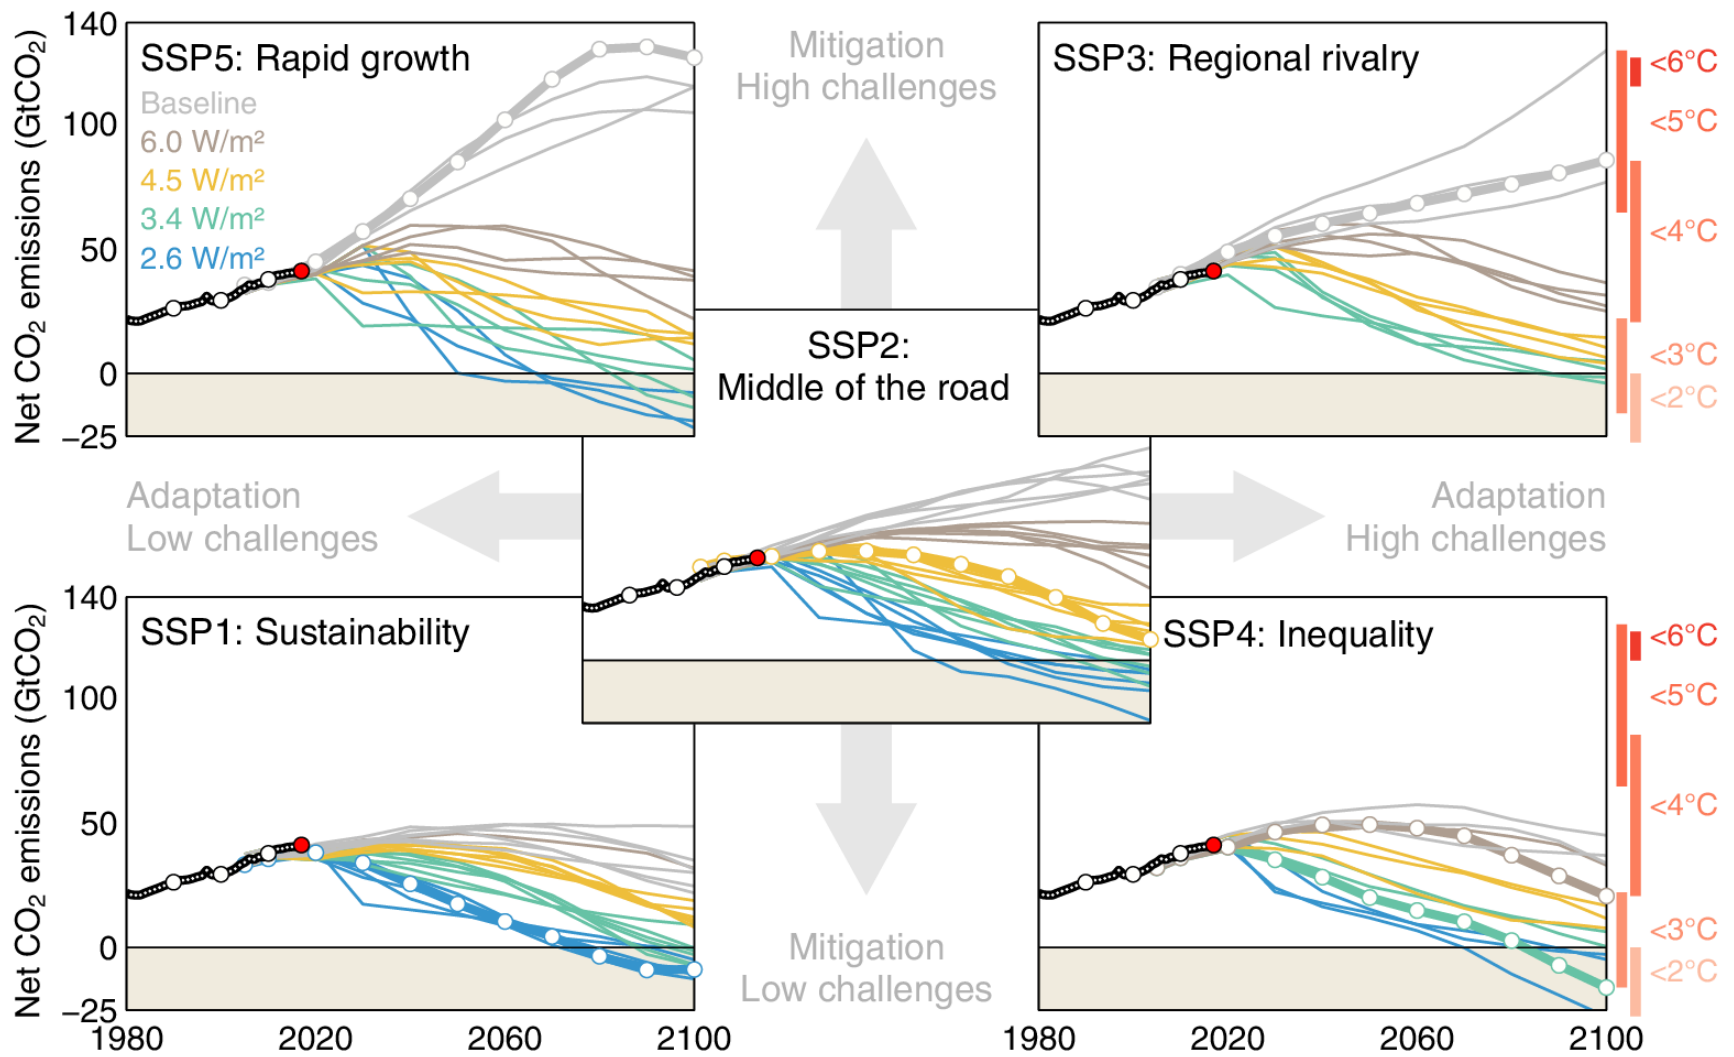 140
100
50
0
−25
Net CO₂ emissions (GtCO₂)
SSP5: Rapid growth
Baseline
6.0 W/m²
4.5 W/m²
3.4 W/m²
2.6 W/m²
Mitigation
High challenges
SSP3: Regional rivalry
<6°C
<5°C
<4°C
<3°C
<2°C
SSP2:
Middle of the road
Adaptation
Low challenges
Adaptation
High challenges
140
100
50
0
−25
Net CO₂ emissions (GtCO₂)
SSP1: Sustainability
SSP4: Inequality
<6°C
<5°C
<4°C
<3°C
<2°C
Mitigation
Low challenges
1980
2020
2060
2100
1980
2020
2060
2100